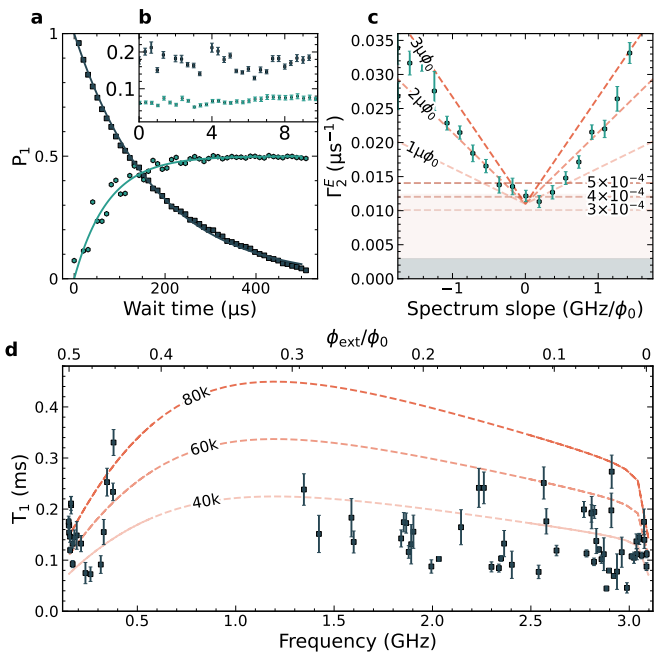 a
b
c
1
0.5
0
P₁
0
200
400
Wait time (μs)
0.2
0.1
0
4
8
0.035
0.030
0.025
0.020
0.015
0.010
0.005
0.000
Γ₂ᴱ (μs⁻¹)
3μϕ₀
2μϕ₀
1μϕ₀
5×10⁻⁴
4×10⁻⁴
3×10⁻⁴
−1
0
1
Spectrum slope (GHz/ϕ₀)
d
ϕext/ϕ₀
0.5
0.4
0.3
0.2
0.1
0
0.4
0.3
0.2
0.1
0.0
T₁ (ms)
80k
60k
40k
0.5
1.0
1.5
2.0
2.5
3.0
Frequency (GHz)